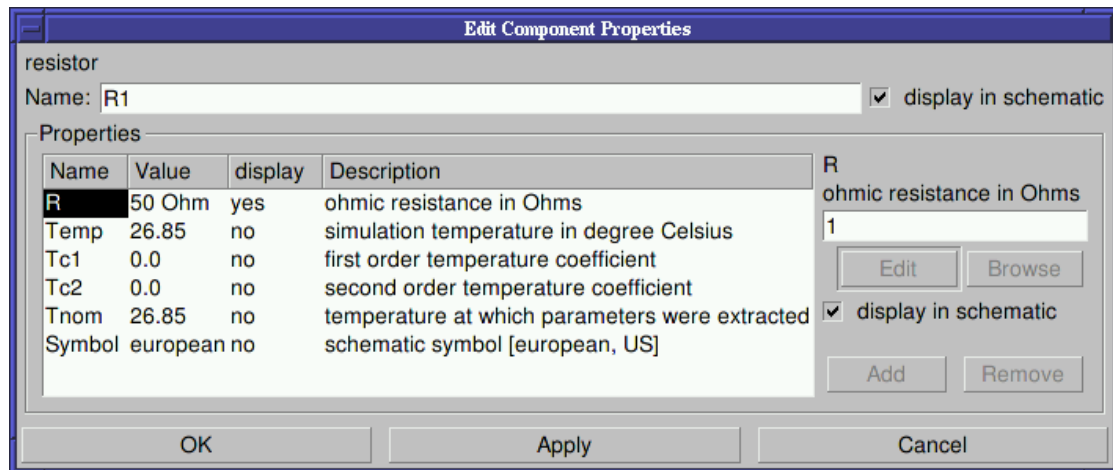 Edit Component Properties
resistor
Name: R1 display in schematic
Properties
Name Value display Description
R 50 Ohm yes ohmic resistance in Ohms
Temp 26.85 no simulation temperature in degree Celsius
Tc1 0.0 no first order temperature coefficient
Tc2 0.0 no second order temperature coefficient
Tnom 26.85 no temperature at which parameters were extracted
Symbol european no schematic symbol [european, US]
R
ohmic resistance in Ohms
1
Edit Browse
display in schematic
Add Remove
OK Apply Cancel